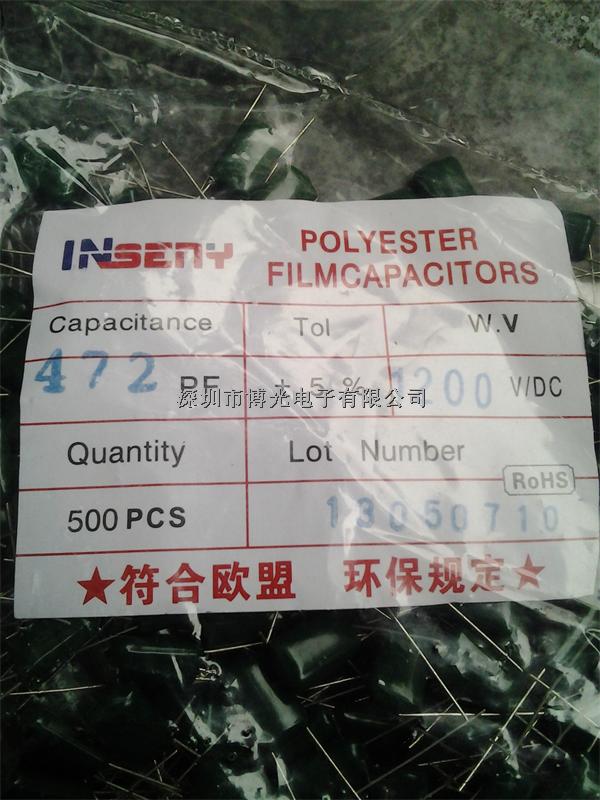 INSENY
POLYESTER
FILMCAPACITORS
Capacitance Tol W.V
472 PF ± 5 % 1200 V/DC
深圳市博光电子有限公司
Quantity Lot Number
RoHS
500 PCS 13050710
★符合欧盟 环保规定★